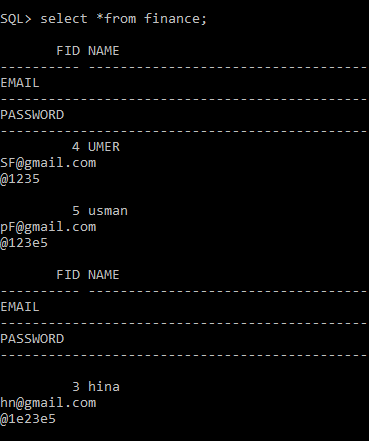 SQL> select *from finance;
FID NAME
---------- -----------------------------------
EMAIL
----------------------------------------------
PASSWORD
----------------------------------------------
4 UMER
SF@gmail.com
@1235
5 usman
pF@gmail.com
@123e5
FID NAME
---------- -----------------------------------
EMAIL
----------------------------------------------
PASSWORD
----------------------------------------------
3 hina
hn@gmail.com
@1e23e5